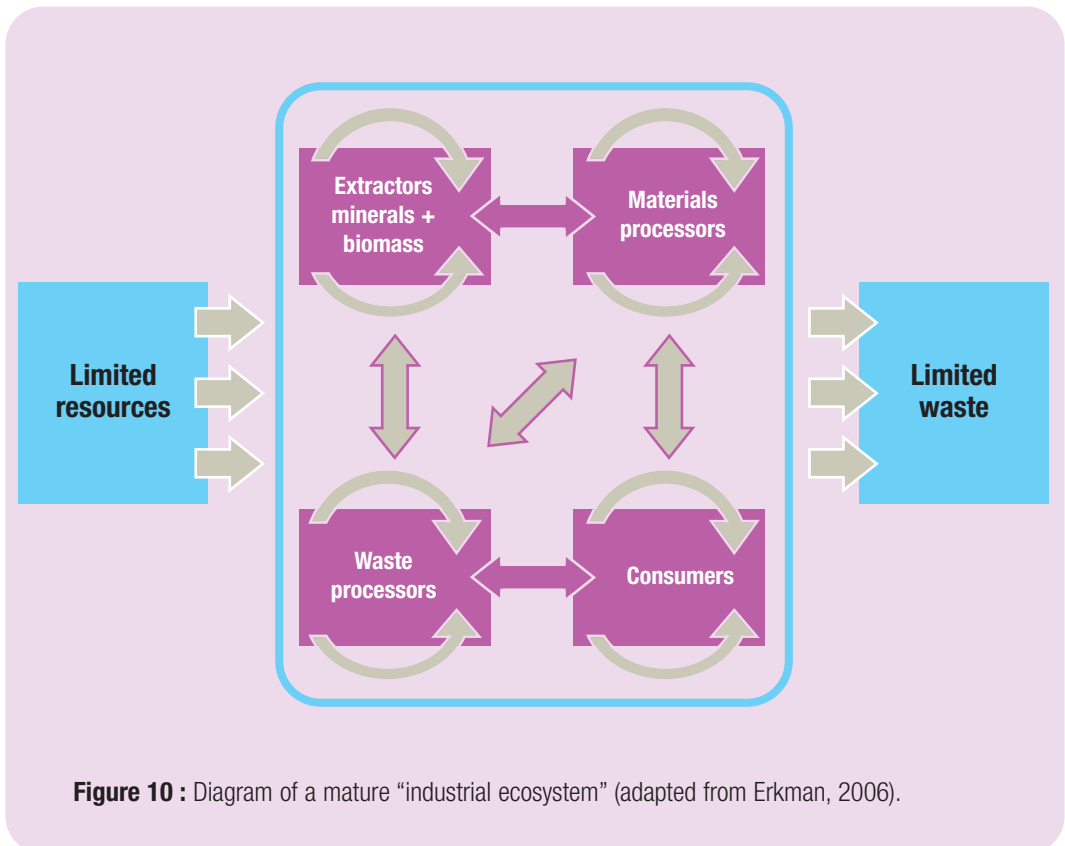 Extractors
minerals +
biomass
Materials
processors
Limited
resources
Limited
waste
Waste
processors
Consumers
Figure 10 : Diagram of a mature “industrial ecosystem” (adapted from Erkman, 2006).